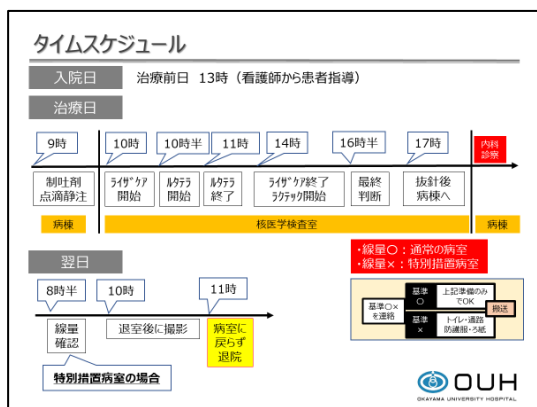 タイムスケジュール
入院日 治療前日 13時（看護師から患者指導）
治療日
9時 10時 10時半 11時 14時 16時半 17時 内科
診察
制吐剤
点滴静注
ﾗｲｻﾞｹｱ
開始
ﾙﾀﾃﾗ
開始
ﾙﾀﾃﾗ
終了
ﾗｲｻﾞｹｱ終了
ﾗｸﾃｯｸ開始
最終
判断
抜針後
病棟へ
病棟 核医学検査室 病棟
翌日
・線量〇：通常の病室
・線量×：特別措置病室
8時半 10時 11時
線量
確認
退室後に撮影
病室に
戻らず
退院
特別措置病室の場合
基準〇×
を連絡
基準
〇
上記準備のみ
でOK
基準
×
トイレ・通路
防護服・ろ紙
搬送
OUH
OKAYAMA UNIVERSITY HOSPITAL